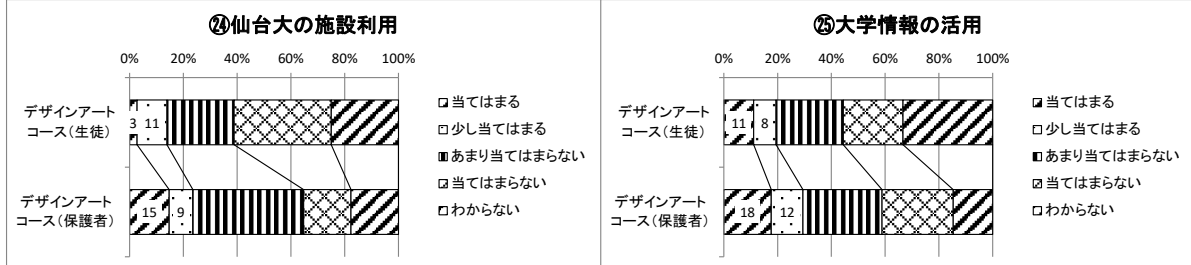 ㉔仙台大の施設利用
0% 20% 40% 60% 80% 100%
デザインアート
コース(生徒)
3 11
デザインアート
コース(保護者)
15 9
当てはまる
少し当てはまる
あまり当てはまらない
当てはまらない
わからない
㉕大学情報の活用
0% 20% 40% 60% 80% 100%
デザインアート
コース(生徒)
11 8
デザインアート
コース(保護者)
18 12
当てはまる
少し当てはまる
あまり当てはまらない
当てはまらない
わからない